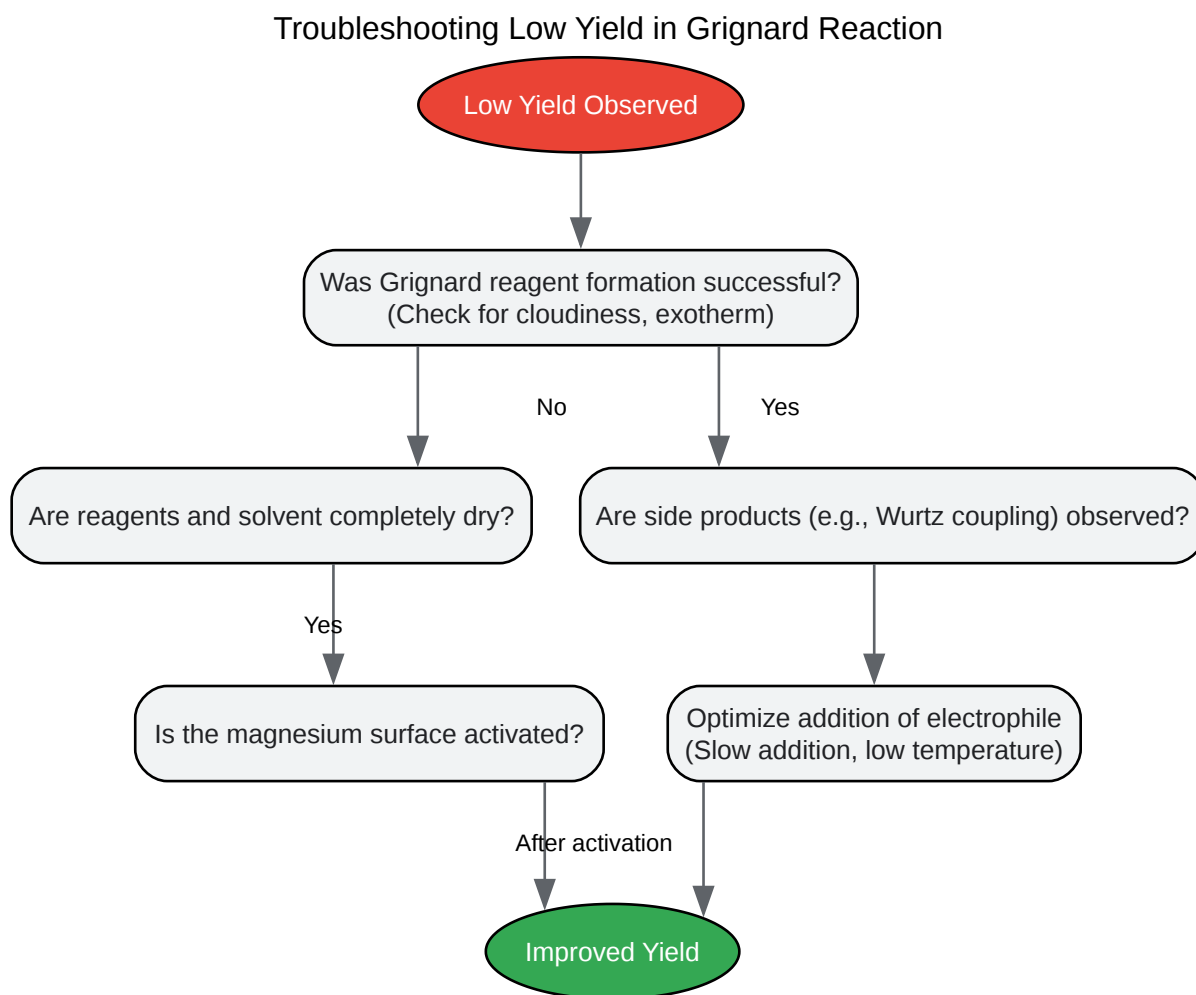 Troubleshooting Low Yield in Grignard Reaction
Low Yield Observed
Was Grignard reagent formation successful?
(Check for cloudiness, exotherm)
No
Yes
Are reagents and solvent completely dry?
Are side products (e.g., Wurtz coupling) observed?
Yes
Is the magnesium surface activated?
Optimize addition of electrophile
(Slow addition, low temperature)
After activation
Improved Yield